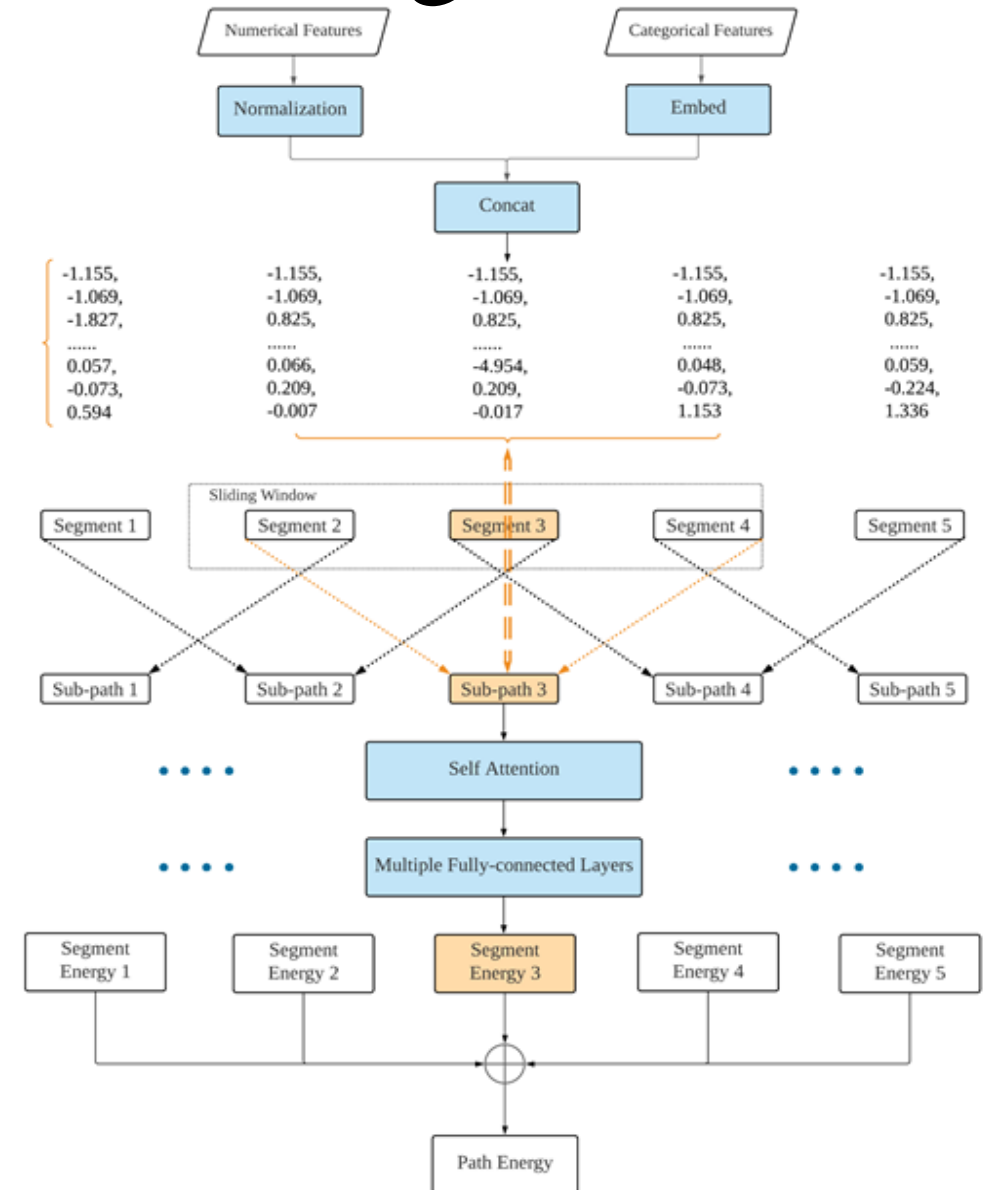 Numerical Features
Categorical Features
Normalization
Embed
Concat
-1.155, -1.155, -1.155, -1.155, -1.155,
-1.069, -1.069, -1.069, -1.069, -1.069,
-1.827, 0.825, 0.825, 0.825, 0.825,
...... ...... ...... ...... ......
0.057, 0.066, -4.954, 0.048, 0.059,
-0.073, 0.209, 0.209, -0.073, -0.224,
0.594 -0.007 -0.017 1.153 1.336
Sliding Window
Segment 1 Segment 2 Segment 3 Segment 4 Segment 5
Sub-path 1 Sub-path 2 Sub-path 3 Sub-path 4 Sub-path 5
Self Attention
Multiple Fully-connected Layers
Segment Segment Segment Segment Segment
Energy 1 Energy 2 Energy 3 Energy 4 Energy 5
Path Energy